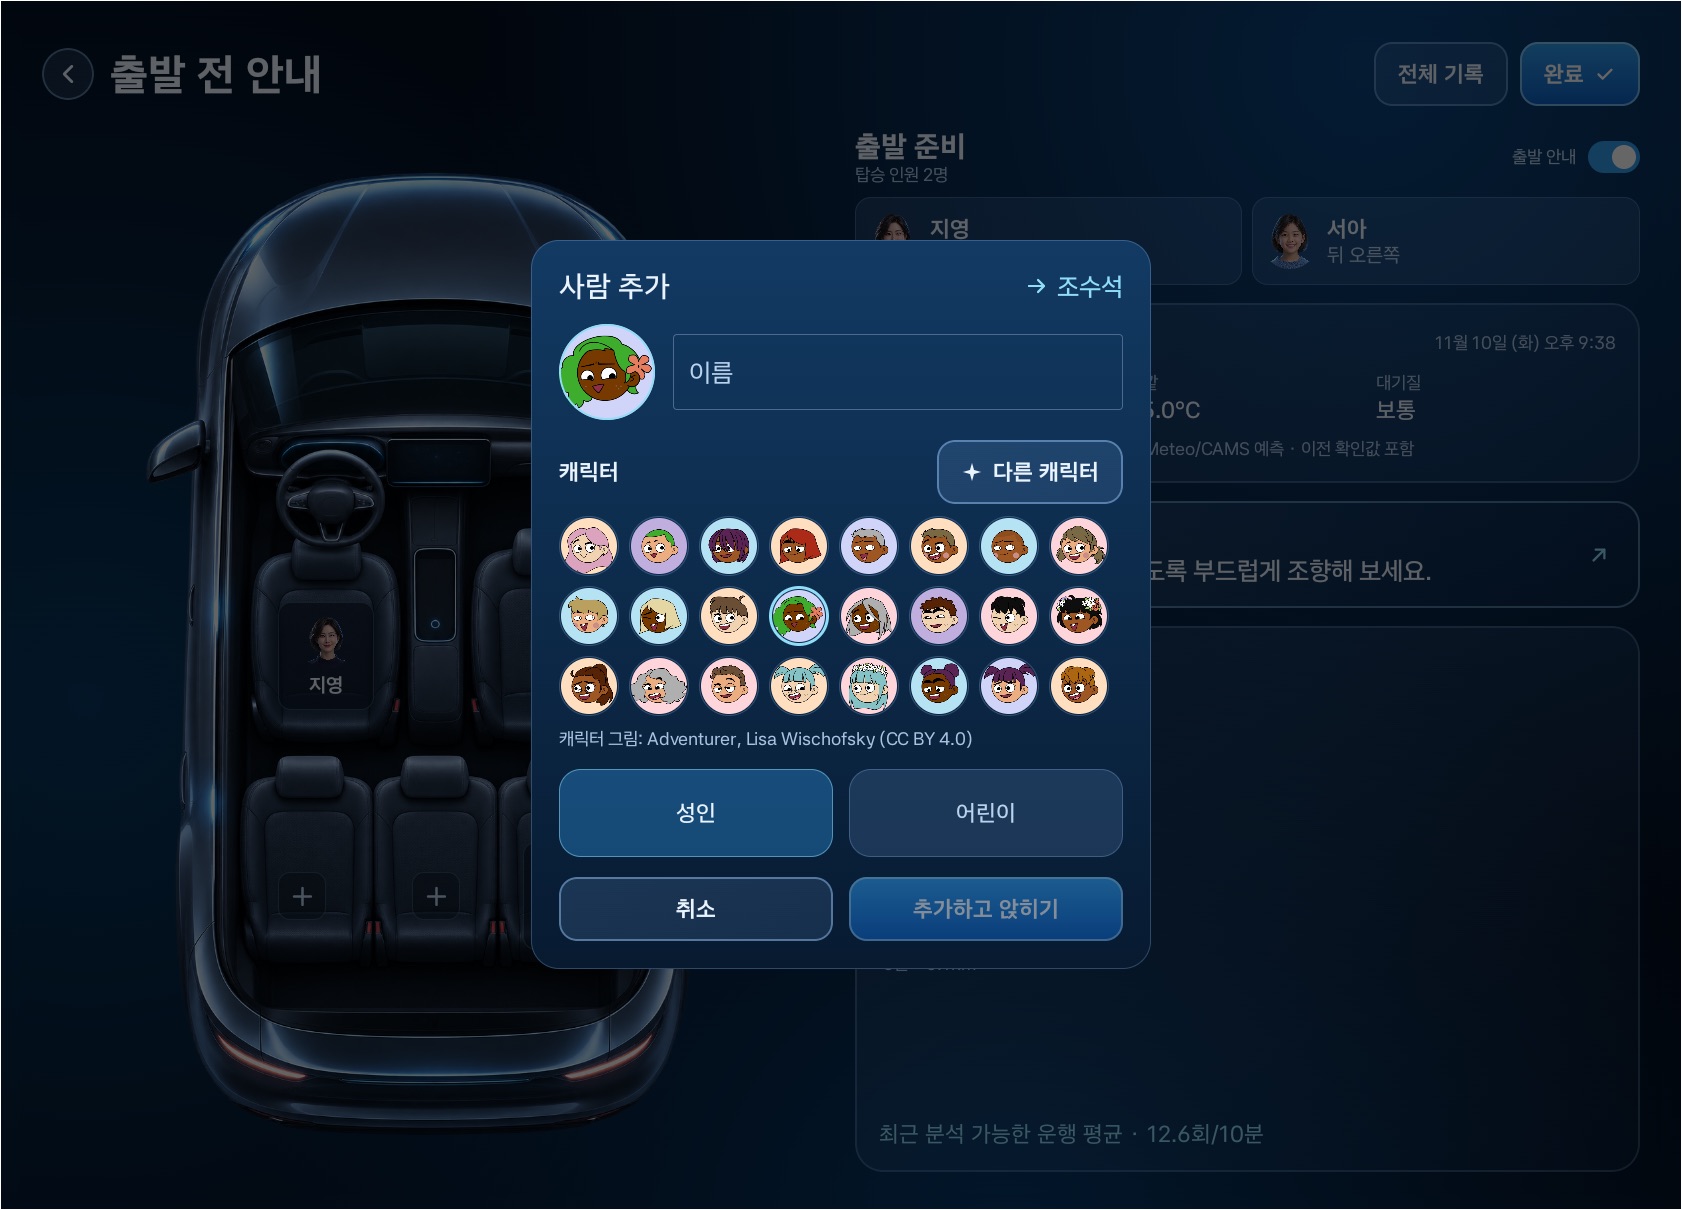 출발 전 안내
전체 기록
완료
출발 준비
탑승 인원 2명
출발 안내
지영
서아
뒤 오른쪽
사람 추가
→ 조수석
이름
11월 10일 (화) 오후 9:38
대기질
5.0°C
보통
Meteo/CAMS 예측 · 이전 확인값 포함
캐릭터
다른 캐릭터
도록 부드럽게 조향해 보세요.
지영
캐릭터 그림: Adventurer, Lisa Wischofsky (CC BY 4.0)
성인
어린이
취소
추가하고 앉히기
최근 분석 가능한 운행 평균 · 12.6회/10분